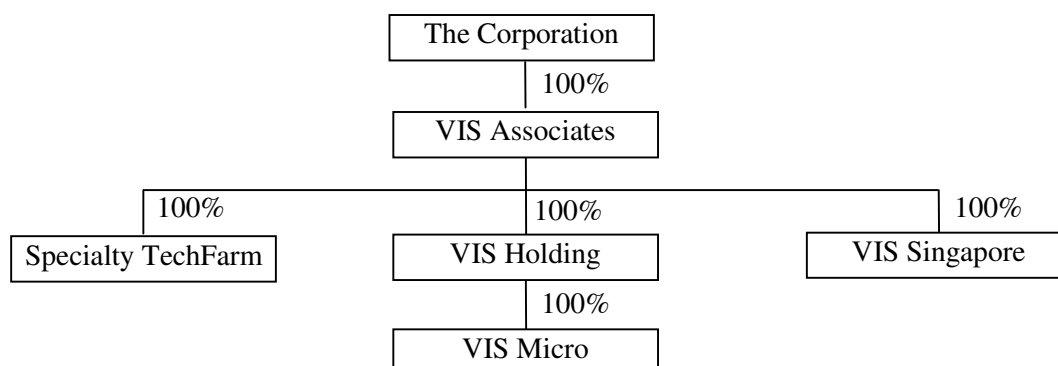 The Corporation
100%
VIS Associates
100%
100%
100%
Specialty TechFarm
VIS Holding
VIS Singapore
100%
VIS Micro